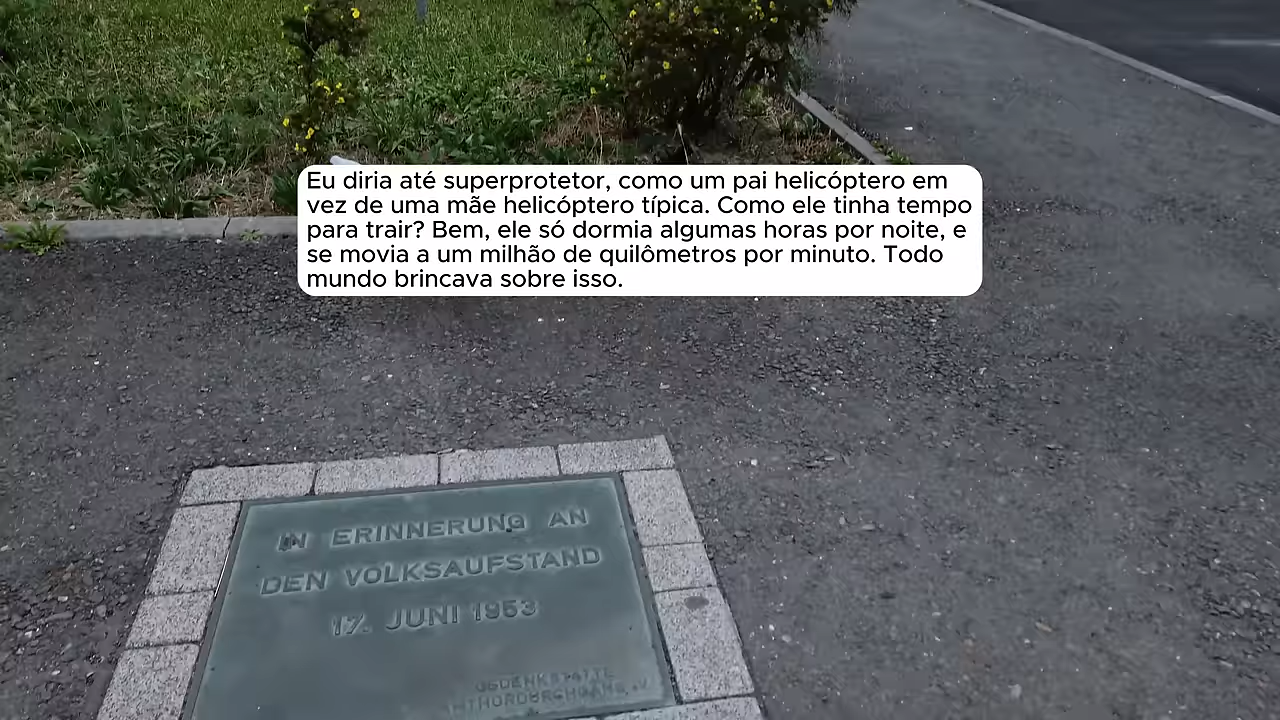 Eu diria até superprotetor, como um pai helicóptero em
vez de uma mãe helicóptero típica. Como ele tinha tempo
para trair? Bem, ele só dormia algumas horas por noite, e
se movia a um milhão de quilômetros por minuto. Todo
mundo brincava sobre isso.
IN ERINNERUNG AN
DEN VOLKSAUFSTAND
17. JUNI 1953
GEDENKSTÄTTE